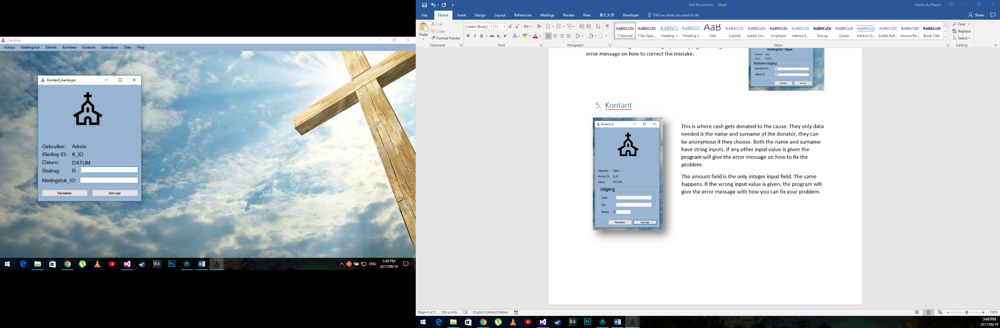 Tuisblad
Kieslys Kledingstuk Kliente Kombers Kontant Gebruikers Data Help
Kontant_Aankope
Gebruiker: Admin
Kleding ID: K_ID
Datum: DATUM
Bedrag: R
Kledingstuk_ID:
Kanseleer Aanvaar
ENG
5:49 PM
2017/09/19
Test Document - Word
Gerrie du Plessis
File Home Insert Design Layout References Mailings Review View 美化大师 Developer Tell me what you want to do Share
Paste
Cut
Copy
Format Painter
Clipboard
Calibri (Body) 11
Font
Paragraph
AaBbCcDc AaBbCcDc AaBbCc AaBbCcD AaB AaBbCcD AaBbCcDc AaBbCcDc AaBbCcDc AaBbCcDc AaBbCcDc AaBbCcDc AABBCCDC AABBCCDC AaBbCcDc
¶ Normal ¶ No Spac... Heading 1 Heading 2 Title Subtitle Subtle Em... Emphasis Intense E... Strong Quote Intense Q... Subtle Ref... Intense Re... Book Title
Styles
Find
Replace
Select
Editing
error message on how to correct the mistake.
Kledingstuk Uitgee
Gebruiker: Admin
Datum: DATUM
Kombers Inligting
Kombers ID:
Kliënt ID:
Kanseleer Aanvaar
5. Kontant
Kontant_In
Gebruiker: Admin
Kontant ID: K_ID
Datum: DATUM
Inligting
Naam:
Van:
Bedrag: R
Kanseleer Aanvaar
This is where cash gets donated to the cause. They only data
needed is the name and surname of the donator, they can
be anonymous if they choose. Both the name and surname
have string inputs. If any other input value is given the
program will give the error message on how to fix the
problem.
The amount field is the only integer input field. The same
happens. If the wrong input value is given, the program will
give the error message with how you can fix your problem.
Page 4 of 5 586 words English (United States) 130%
5:49 PM
2017/09/19